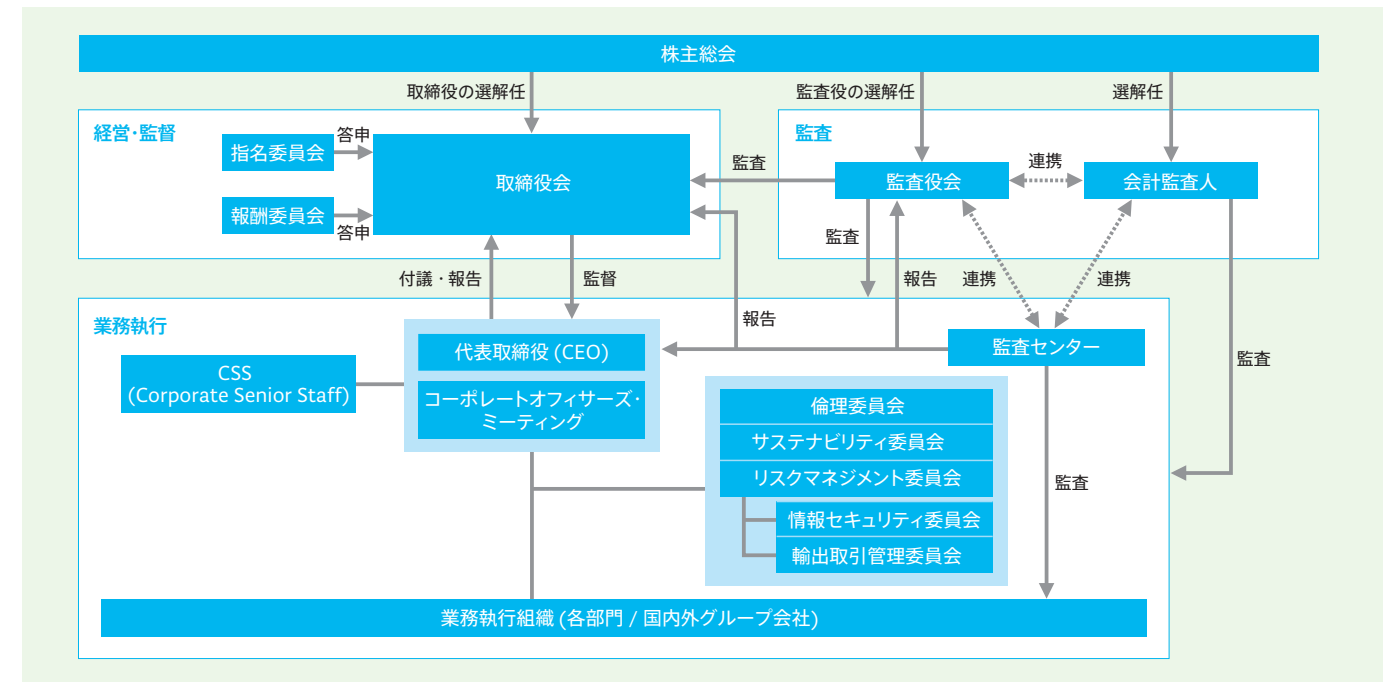 株主総会
取締役の選解任
監査役の選解任
選解任
経営・監督
指名委員会
答申
報酬委員会
答申
取締役会
監査
監査
監査役会
連携
会計監査人
監査
付議・報告
監督
報告
報告
連携
連携
監査
業務執行
代表取締役 (CEO)
コーポレートオフィサーズ・
ミーティング
CSS
(Corporate Senior Staff)
監査センター
倫理委員会
サステナビリティ委員会
リスクマネジメント委員会
情報セキュリティ委員会
輸出取引管理委員会
監査
業務執行組織 (各部門 / 国内外グループ会社)